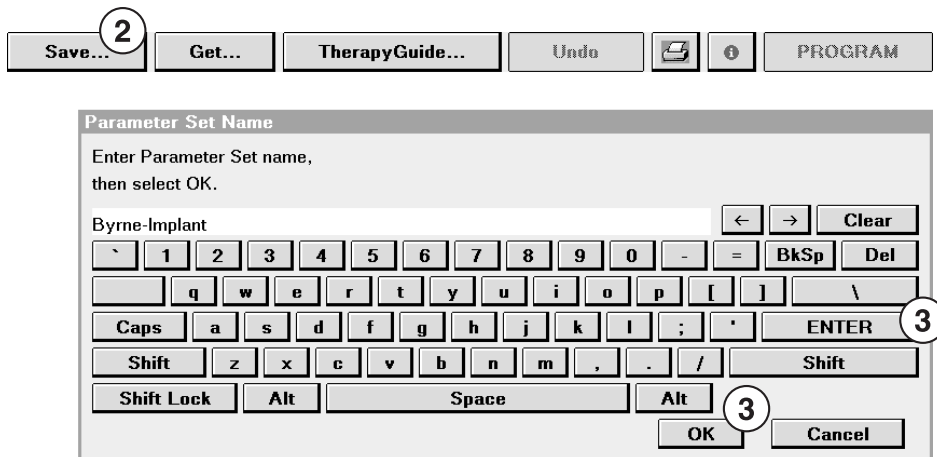 2
Save... Get... TherapyGuide... Undo PROGRAM
Parameter Set Name
Enter Parameter Set name,
then select OK.
Byrne-Implant ← → Clear
` 1 2 3 4 5 6 7 8 9 0 - = BkSp Del
q w e r t y u i o p [ ] \
Caps a s d f g h j k l ; ' ENTER 3
Shift z x c v b n m , . / Shift
Shift Lock Alt Space Alt
3
OK Cancel